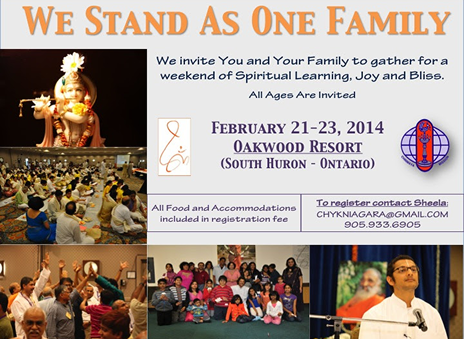 We Stand As One Family
We invite You and Your Family to gather for a
weekend of Spiritual Learning, Joy and Bliss.
All Ages Are Invited
February 21-23, 2014
Oakwood Resort
(South Huron - Ontario)
All Food and Accommodations
included in registration fee
To register contact Sheela:
CHYKNIAGARA@GMAIL.COM
905.933.6905